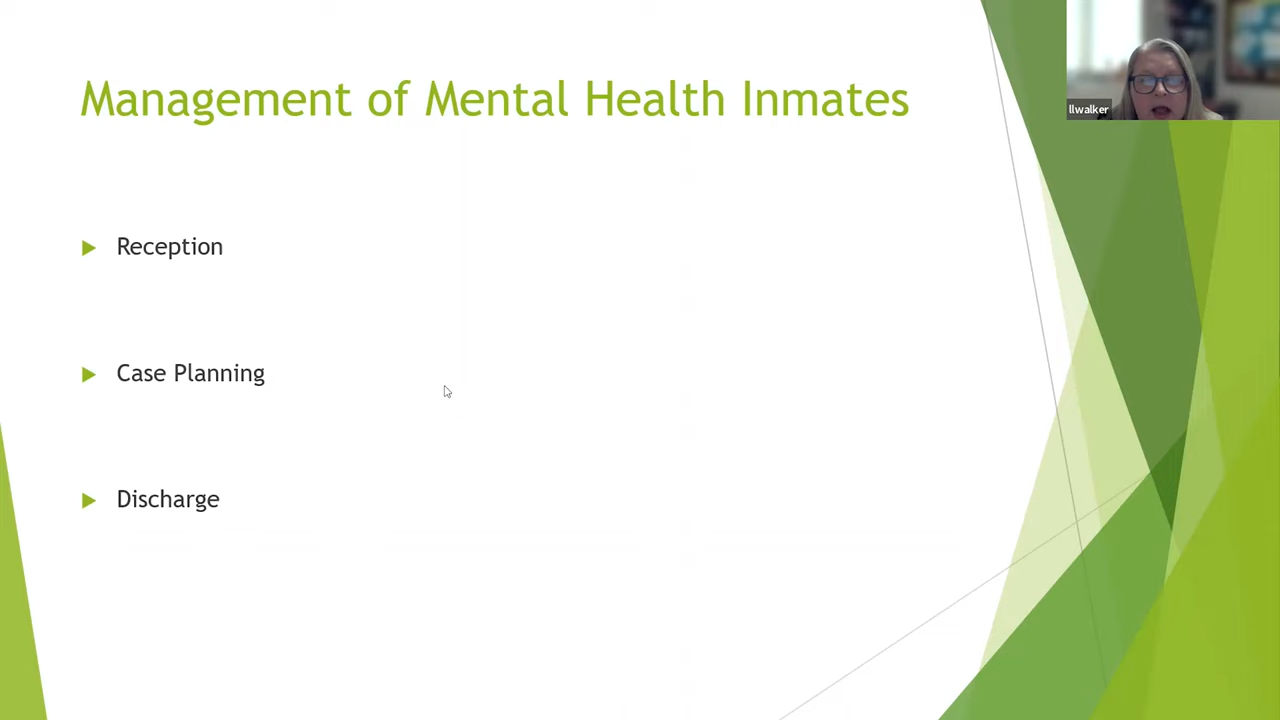 Management of Mental Health Inmates
llwalker
Reception
Case Planning
Discharge